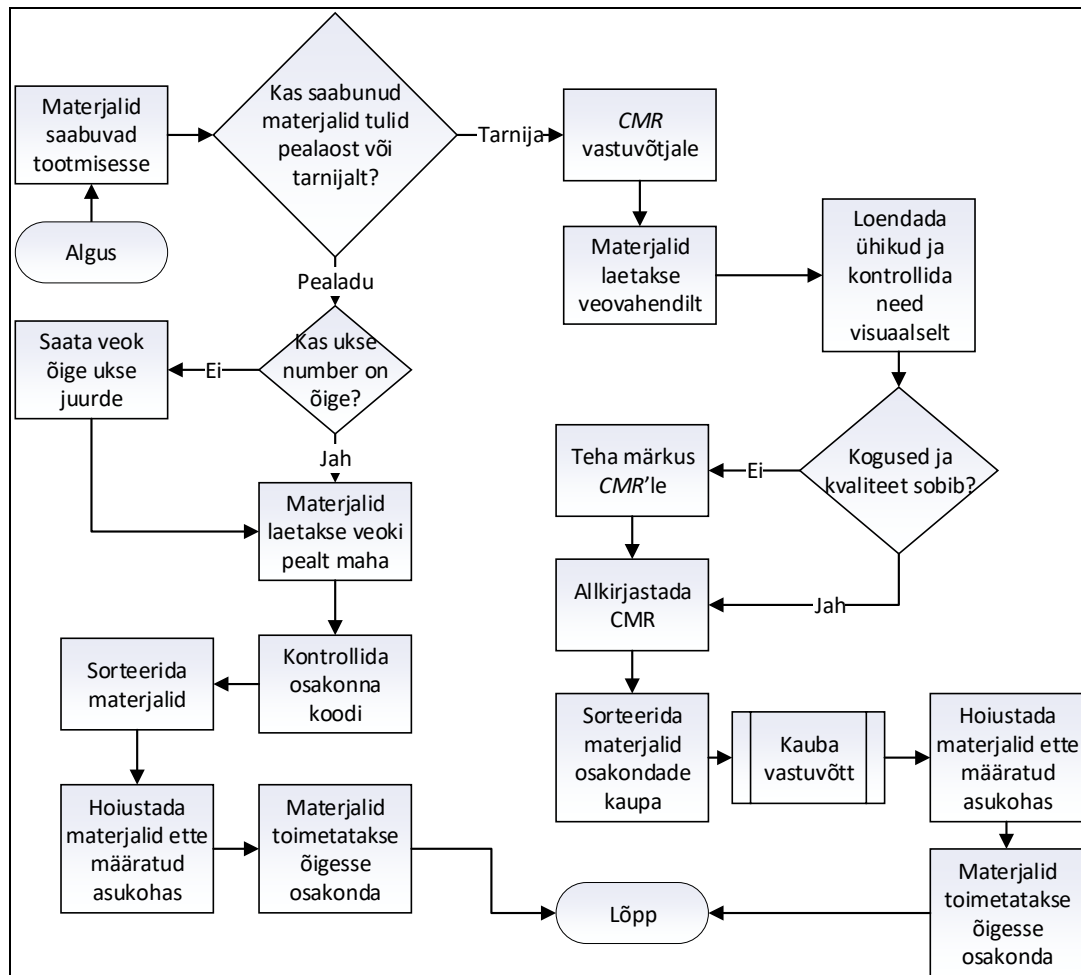 Materjalid
saabuvad
tootmisesse
Algus
Kas saabunud
materjalid tulid
pealaost või
tarnijalt?
Tarnija
CMR
vastuvõtjale
Materjalid
laetakse
veovahendilt
Loendada
ühikud ja
kontrollida
need
visuaalselt
Pealadu
Kas ukse
number on
õige?
Ei
Saata veok
õige ukse
juurde
Jah
Materjalid
laetakse veoki
pealt maha
Kogused ja
kvaliteet sobib?
Ei
Teha märkus
CMR'le
Jah
Allkirjastada
CMR
Kontrollida
osakonna
koodi
Sorteerida
materjalid
Sorteerida
materjalid
osakondade
kaupa
Kauba
vastuvõtt
Hoiustada
materjalid ette
määratud
asukohas
Hoiustada
materjalid ette
määratud
asukohas
Materjalid
toimetatakse
õigesse
osakonda
Lõpp
Materjalid
toimetatakse
õigesse
osakonda